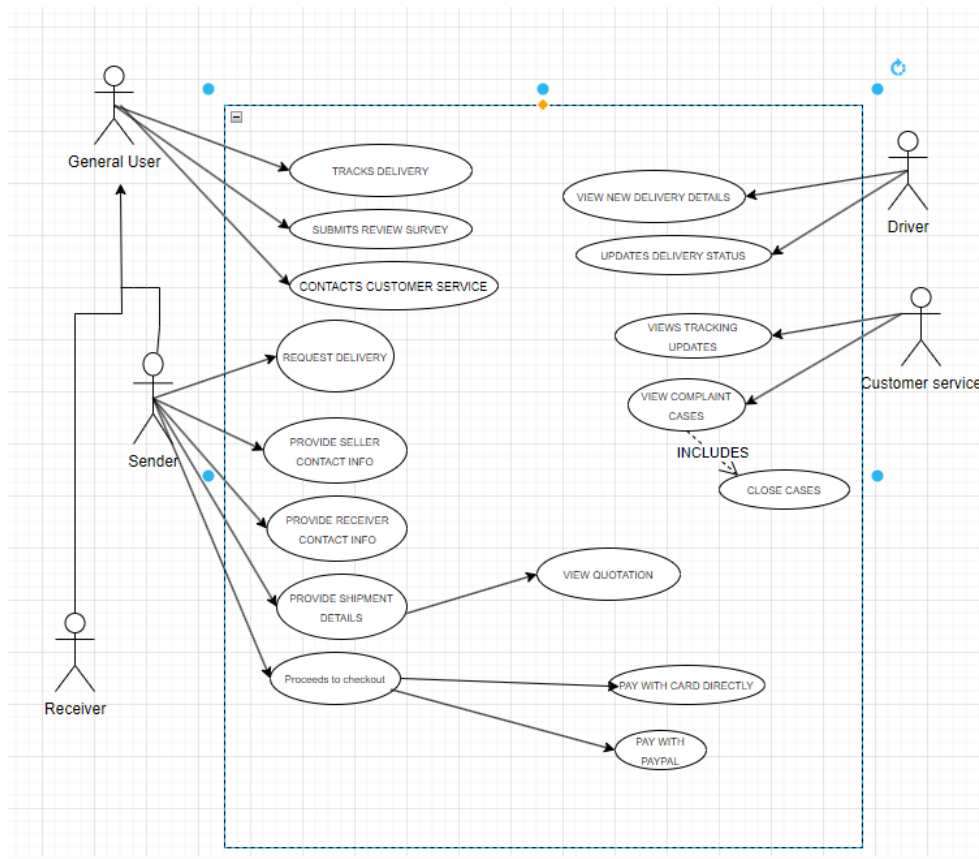 General User
TRACKS DELIVERY
SUBMITS REVIEW SURVEY
CONTACTS CUSTOMER SERVICE
VIEW NEW DELIVERY DETAILS
UPDATES DELIVERY STATUS
Driver
VIEWS TRACKING
UPDATES
VIEW COMPLAINT
CASES
Customer service
INCLUDES
CLOSE CASES
Sender
REQUEST DELIVERY
PROVIDE SELLER
CONTACT INFO
PROVIDE RECEIVER
CONTACT INFO
PROVIDE SHIPMENT
DETAILS
VIEW QUOTATION
Receiver
Proceeds to checkout
PAY WITH CARD DIRECTLY
PAY WITH
PAYPAL